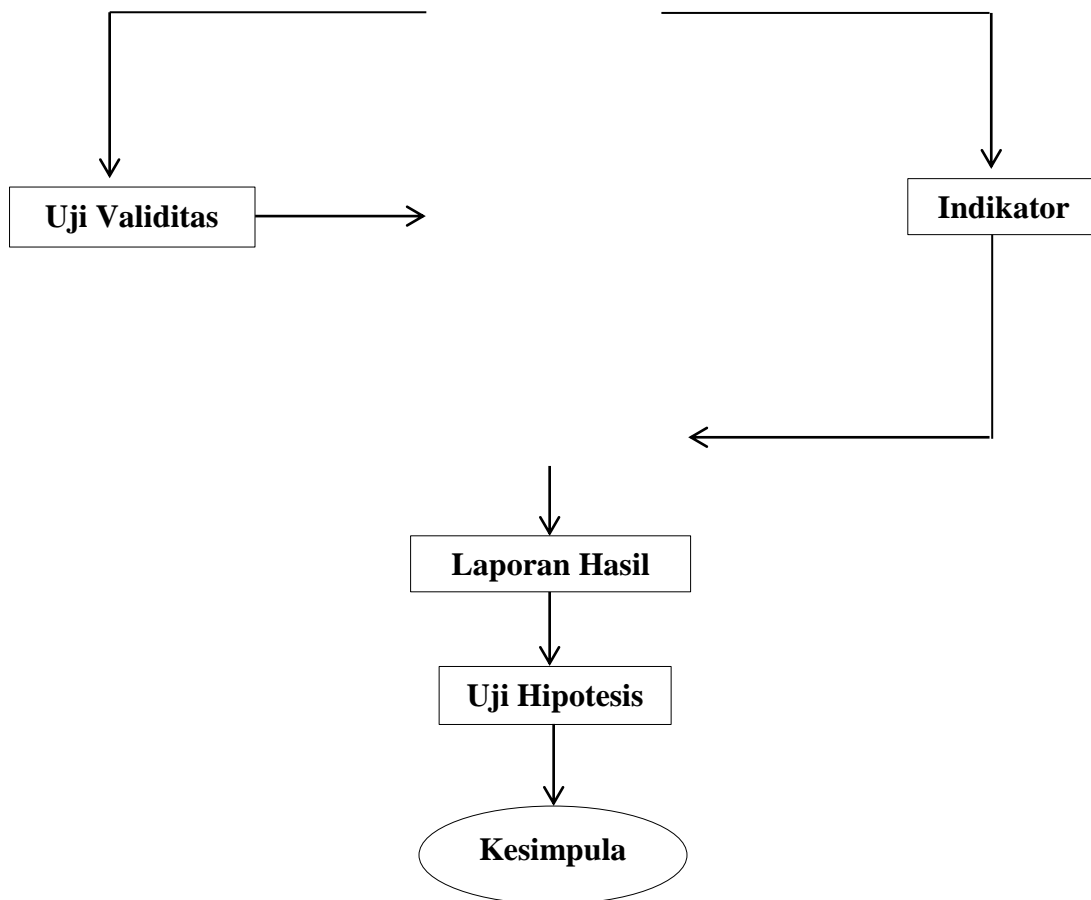 Uji Validitas
Indikator
Laporan Hasil
Uji Hipotesis
Kesimpula